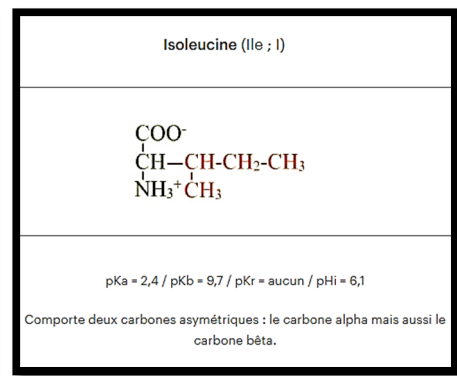 Isoleucine (Ile ; I)
COO-
CH–CH-CH2-CH3
NH3+ CH3
pKa = 2,4 / pKb = 9,7 / pKr = aucun / pHi = 6,1
Comporte deux carbones asymétriques : le carbone alpha mais aussi le
carbone bêta.